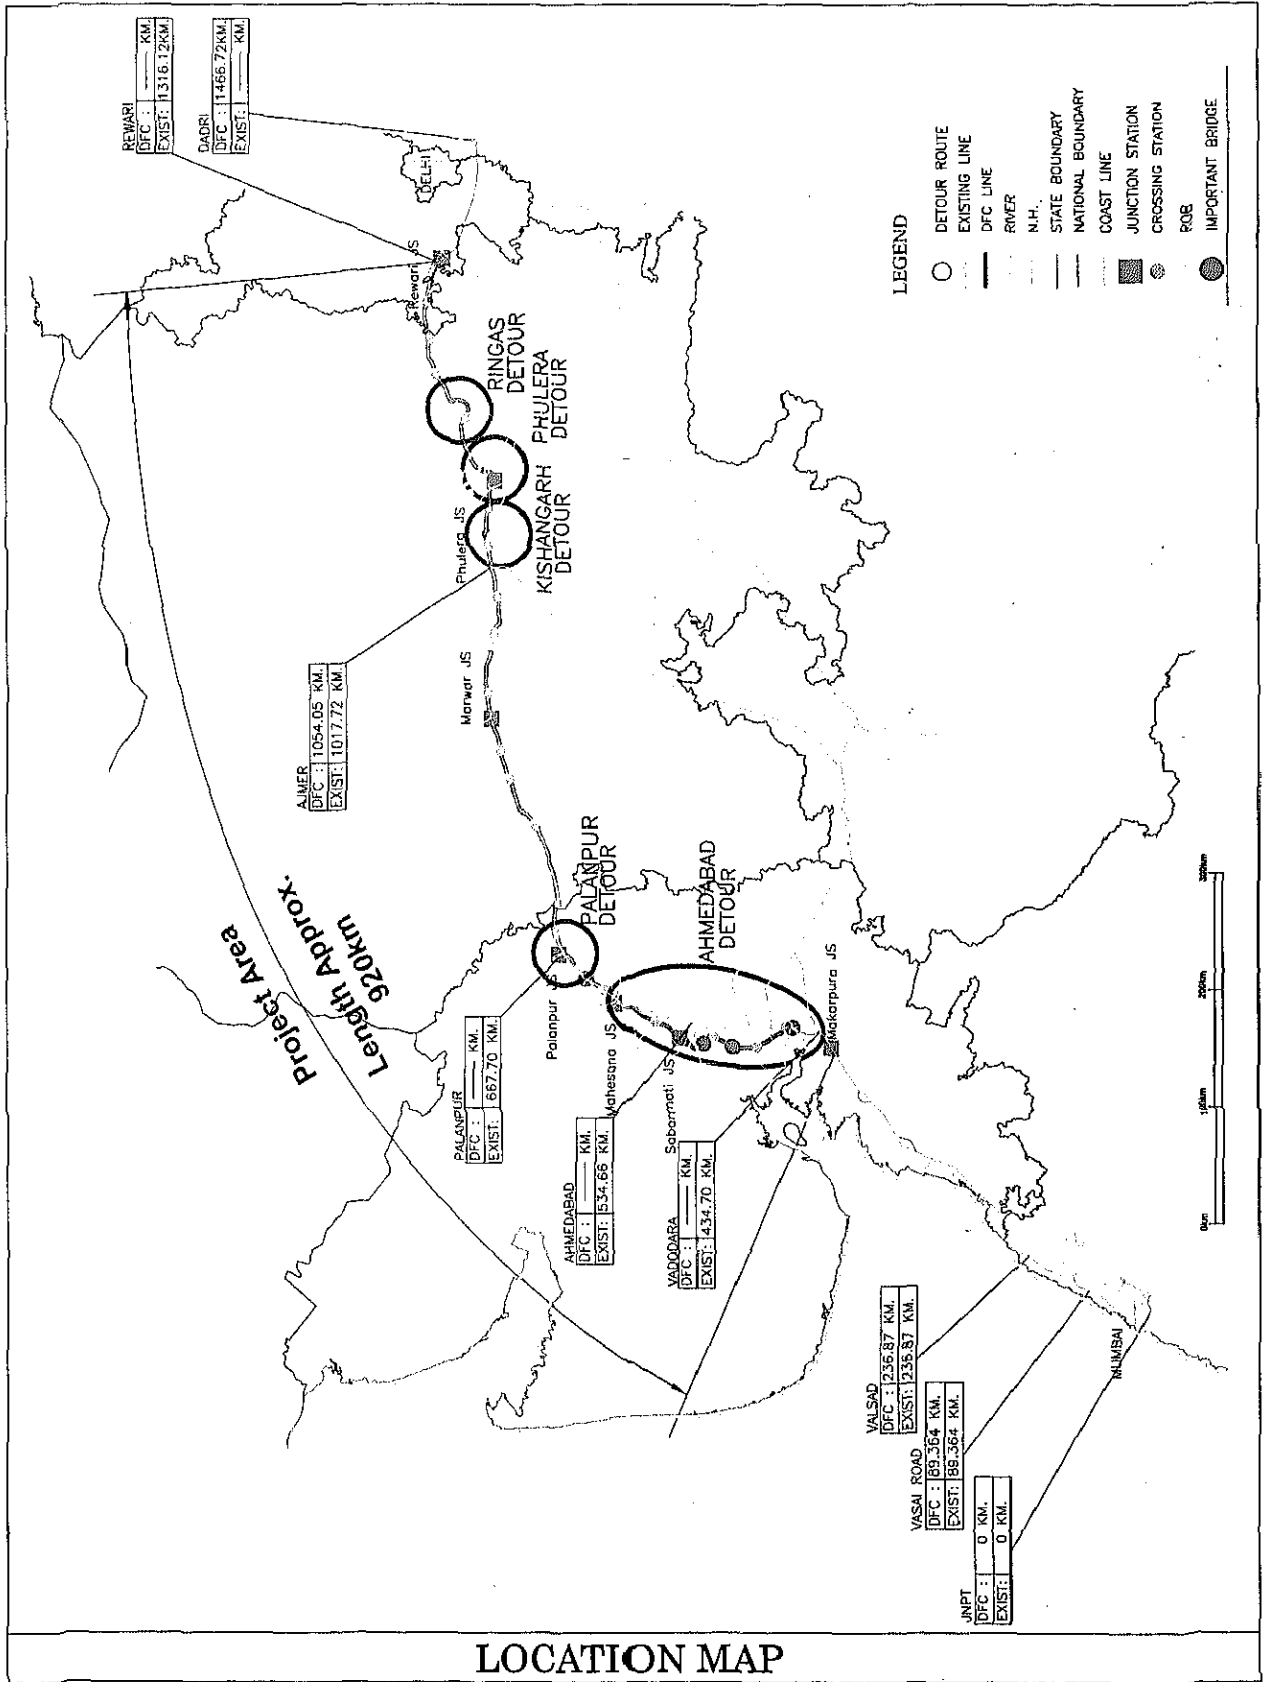 REWARI
DFC : —— KM.
EXIST: 1316.12KM.
DADRI
DFC : 1466.72KM.
EXIST: —— KM.
DELHI
Rewari JS
RINGAS
DETOUR
PHULERA
DETOUR
KISHANGARH
DETOUR
Phulera JS
AJMER
DFC : 1054.05 KM.
EXIST: 1017.72 KM.
Marwar JS
PALANPUR
DETOUR
AHMEDABAD
DETOUR
Project Area
Length Approx.
920km
PALANPUR
DFC : —— KM.
EXIST: 667.70 KM.
Palanpur JS
Mahesana JS
AHMEDABAD
DFC : —— KM.
EXIST: 534.66 KM.
Sabarmati JS
VADODARA
DFC : —— KM.
EXIST: 434.70 KM.
Makarpura JS
VALSAD
DFC : 236.87 KM.
EXIST: 236.87 KM.
VASAI ROAD
DFC : 89.364 KM.
EXIST: 89.364 KM.
JNPT
DFC : 0 KM.
EXIST: 0 KM.
MUMBAI
LEGEND
DETOUR ROUTE
EXISTING LINE
DFC LINE
RIVER
N.H.
STATE BOUNDARY
NATIONAL BOUNDARY
COAST LINE
JUNCTION STATION
CROSSING STATION
ROB
IMPORTANT BRIDGE
0km 100km 200km 300km
LOCATION MAP